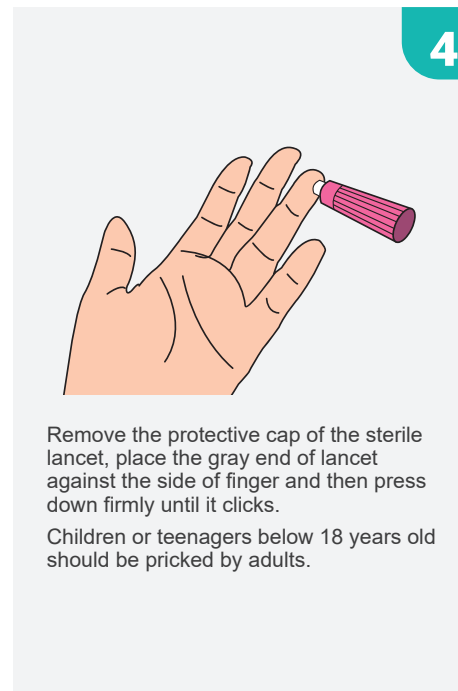 4
Remove the protective cap of the sterile
lancet, place the gray end of lancet
against the side of finger and then press
down firmly until it clicks.
Children or teenagers below 18 years old
should be pricked by adults.